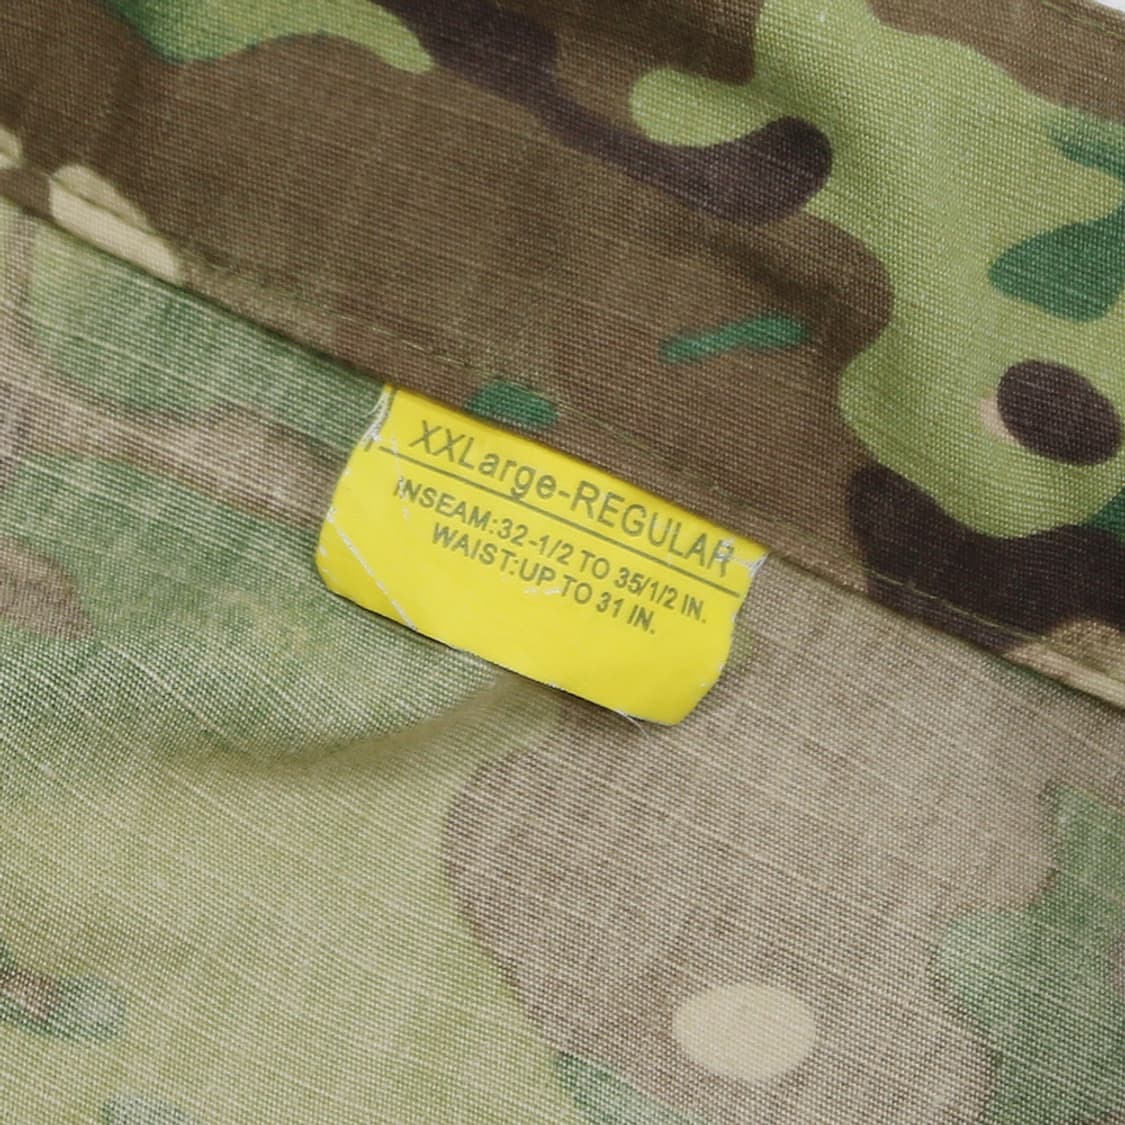 XXLarge-REGULAR
INSEAM:32-1/2 TO 35/1/2 IN.
WAIST:UP TO 31 IN.